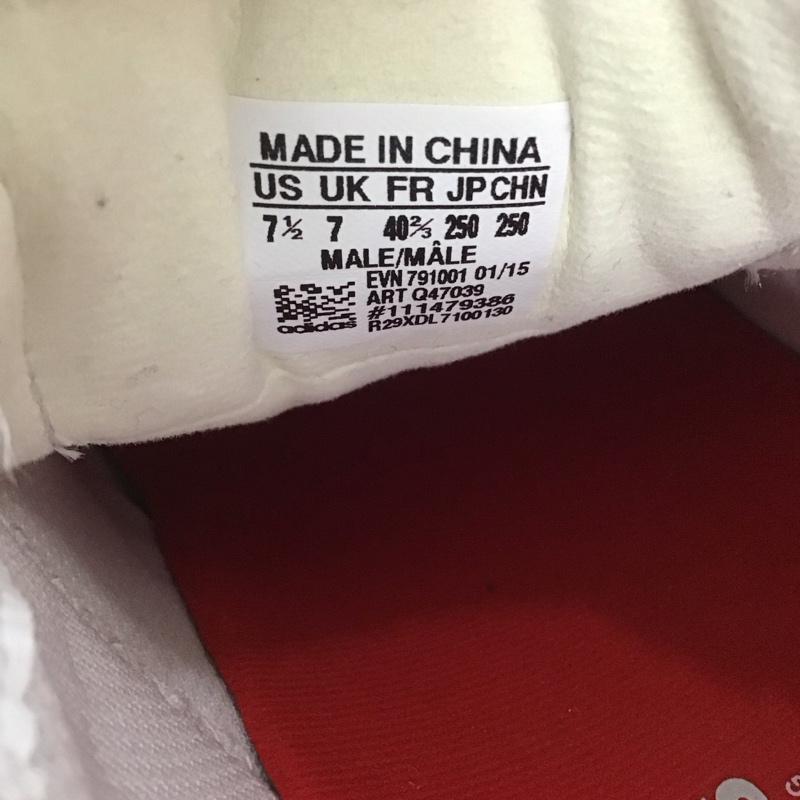 MADE IN CHINA
US UK FR JP CHN
7½ 7 40⅔ 250 250
MALE/MÂLE
EVN 791001 01/15
ART Q47039
#111479386
R29XDL7100130
adidas